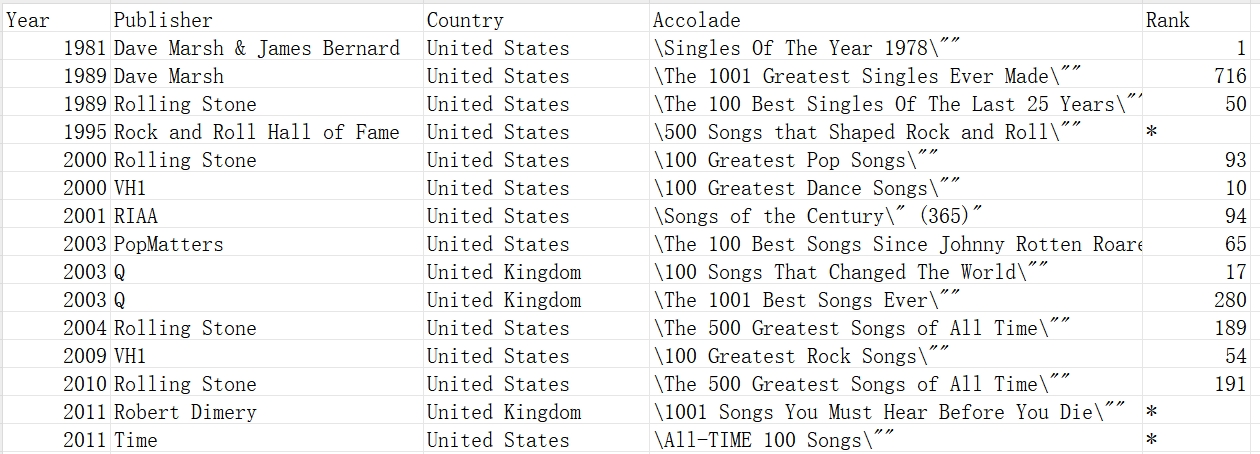 Year Publisher Country Accolade Rank
1981 Dave Marsh & James Bernard United States \Singles Of The Year 1978\"" 1
1989 Dave Marsh United States \The 1001 Greatest Singles Ever Made\"" 716
1989 Rolling Stone United States \The 100 Best Singles Of The Last 25 Years\"" 50
1995 Rock and Roll Hall of Fame United States \500 Songs that Shaped Rock and Roll\"" *
2000 Rolling Stone United States \100 Greatest Pop Songs\"" 93
2000 VH1 United States \100 Greatest Dance Songs\"" 10
2001 RIAA United States \Songs of the Century\" (365)" 94
2003 PopMatters United States \The 100 Best Songs Since Johnny Rotten Roare 65
2003 Q United Kingdom \100 Songs That Changed The World\"" 17
2003 Q United Kingdom \The 1001 Best Songs Ever\"" 280
2004 Rolling Stone United States \The 500 Greatest Songs of All Time\"" 189
2009 VH1 United States \100 Greatest Rock Songs\"" 54
2010 Rolling Stone United States \The 500 Greatest Songs of All Time\"" 191
2011 Robert Dimery United Kingdom \1001 Songs You Must Hear Before You Die\"" *
2011 Time United States \All-TIME 100 Songs\"" *